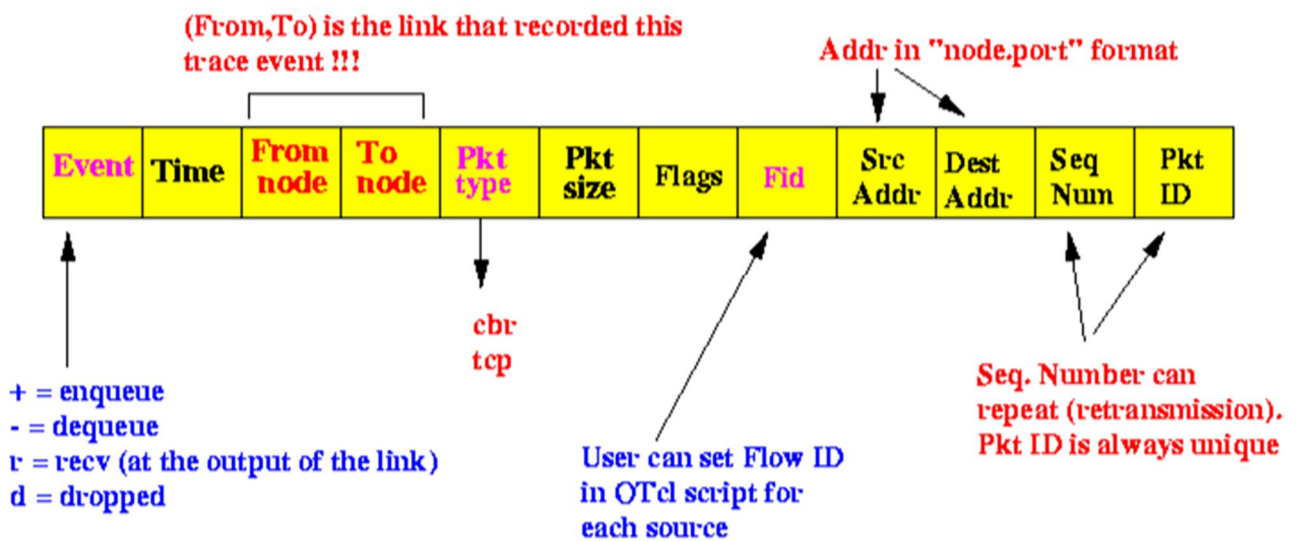 (From,To) is the link that recorded this
trace event !!!
Addr in "node.port" format
Event
Time
From
node
To
node
Pkt
type
Pkt
size
Flags
Fid
Src
Addr
Dest
Addr
Seq
Num
Pkt
ID
cbr
tcp
+ = enqueue
- = dequeue
r = recv (at the output of the link)
d = dropped
User can set Flow ID
in OTcl script for
each source
Seq. Number can
repeat (retransmission).
Pkt ID is always unique